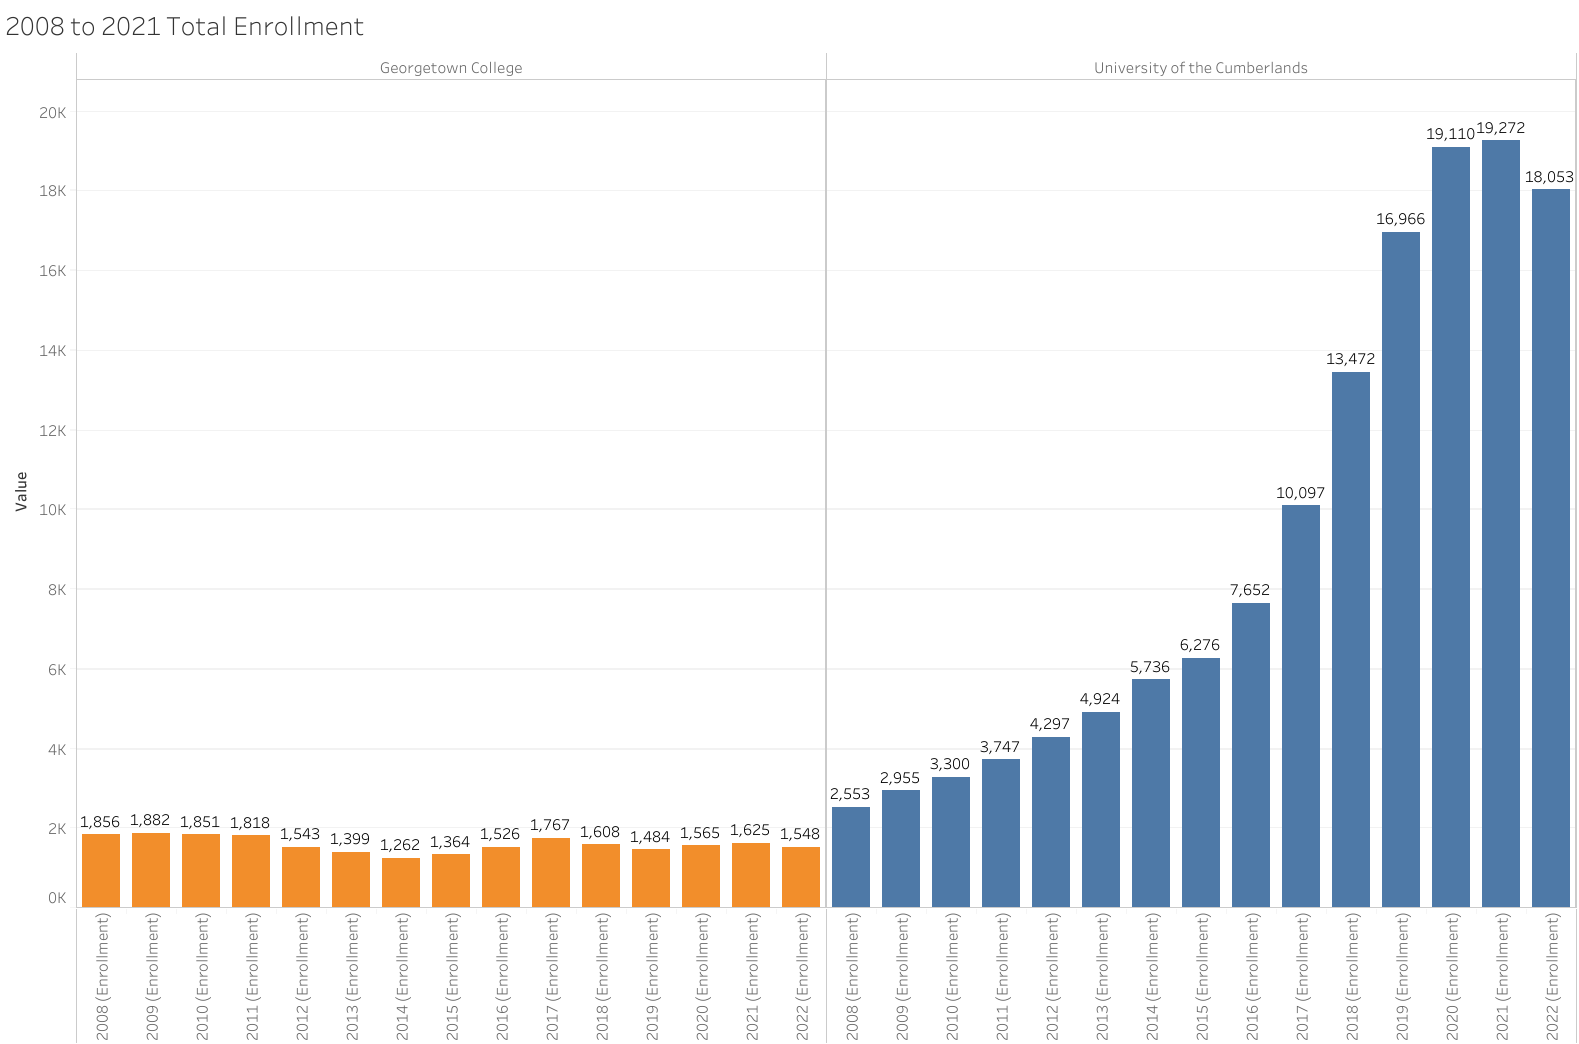 2008 to 2021 Total Enrollment
Georgetown College
University of the Cumberlands
Value
20K
18K
16K
14K
12K
10K
8K
6K
4K
2K
0K
1,856 1,882 1,851 1,818 1,543 1,399 1,262 1,364 1,526 1,767 1,608 1,484 1,565 1,625 1,548
2,553 2,955 3,300 3,747 4,297 4,924 5,736 6,276 7,652 10,097 13,472 16,966 19,110 19,272 18,053
2008 (Enrollment)
2009 (Enrollment)
2010 (Enrollment)
2011 (Enrollment)
2012 (Enrollment)
2013 (Enrollment)
2014 (Enrollment)
2015 (Enrollment)
2016 (Enrollment)
2017 (Enrollment)
2018 (Enrollment)
2019 (Enrollment)
2020 (Enrollment)
2021 (Enrollment)
2022 (Enrollment)
2008 (Enrollment)
2009 (Enrollment)
2010 (Enrollment)
2011 (Enrollment)
2012 (Enrollment)
2013 (Enrollment)
2014 (Enrollment)
2015 (Enrollment)
2016 (Enrollment)
2017 (Enrollment)
2018 (Enrollment)
2019 (Enrollment)
2020 (Enrollment)
2021 (Enrollment)
2022 (Enrollment)